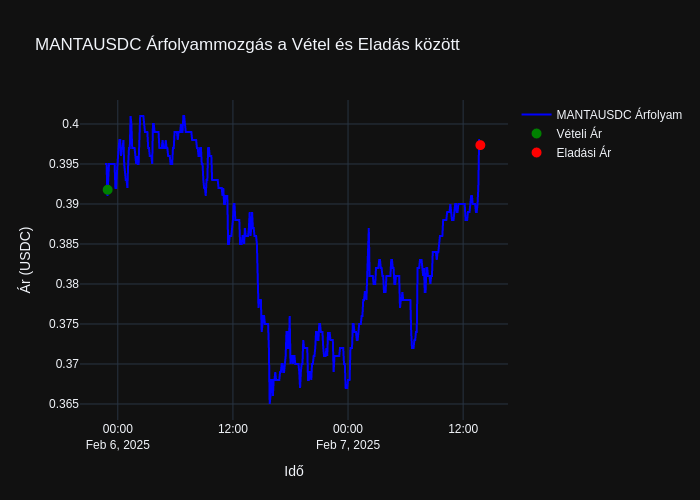 MANTAUSDC Árfolyammozgás a Vétel és Eladás között
MANTAUSDC Árfolyam
Vételi Ár
Eladási Ár
Ár (USDC)
0.4
0.395
0.39
0.385
0.38
0.375
0.37
0.365
00:00
Feb 6, 2025
12:00
00:00
Feb 7, 2025
12:00
Idő